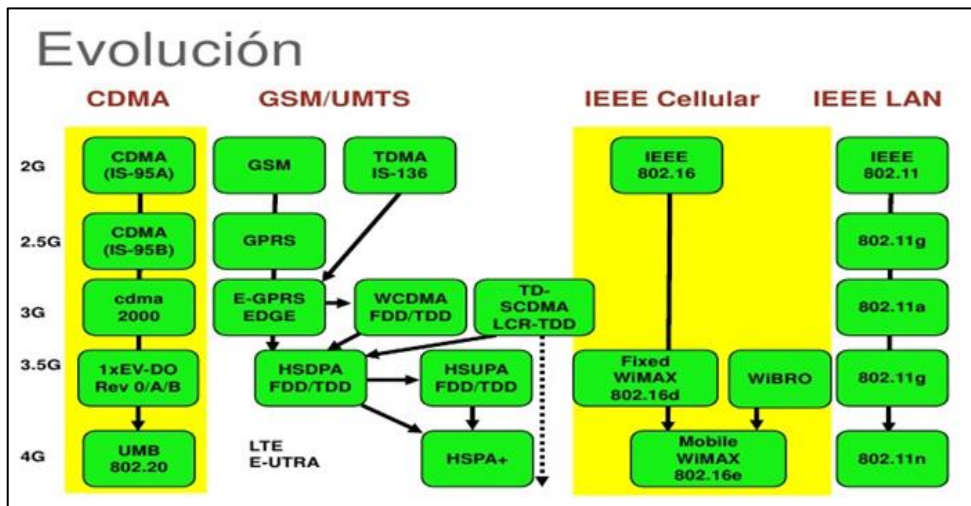 Evolución
CDMA GSM/UMTS IEEE Cellular IEEE LAN
2G
CDMA
(IS-95A)
GSM
TDMA
IS-136
IEEE
802.16
IEEE
802.11
2.5G
CDMA
(IS-95B)
GPRS
802.11g
3G
cdma
2000
E-GPRS
EDGE
WCDMA
FDD/TDD
TD-
SCDMA
LCR-TDD
802.11a
3.5G
1xEV-DO
Rev 0/A/B
HSDPA
FDD/TDD
HSUPA
FDD/TDD
Fixed
WiMAX
802.16d
WiBRO
802.11g
4G
UMB
802.20
LTE
E-UTRA
HSPA+
Mobile
WiMAX
802.16e
802.11n